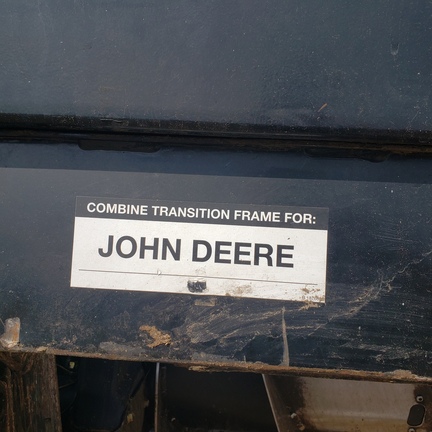 COMBINE TRANSITION FRAME FOR:
JOHN DEERE